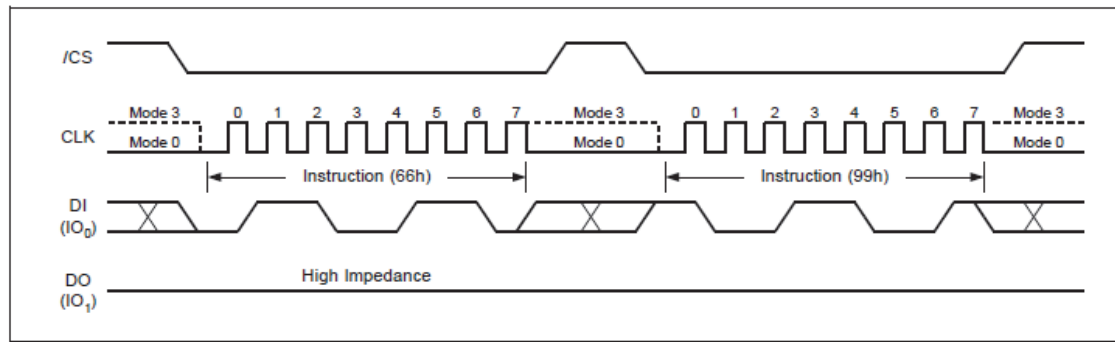 /CS
Mode 3 0 1 2 3 4 5 6 7 Mode 3 0 1 2 3 4 5 6 7 Mode 3
CLK Mode 0 Mode 0 Mode 0
Instruction (66h) Instruction (99h)
DI
(IO0)
High Impedance
DO
(IO1)